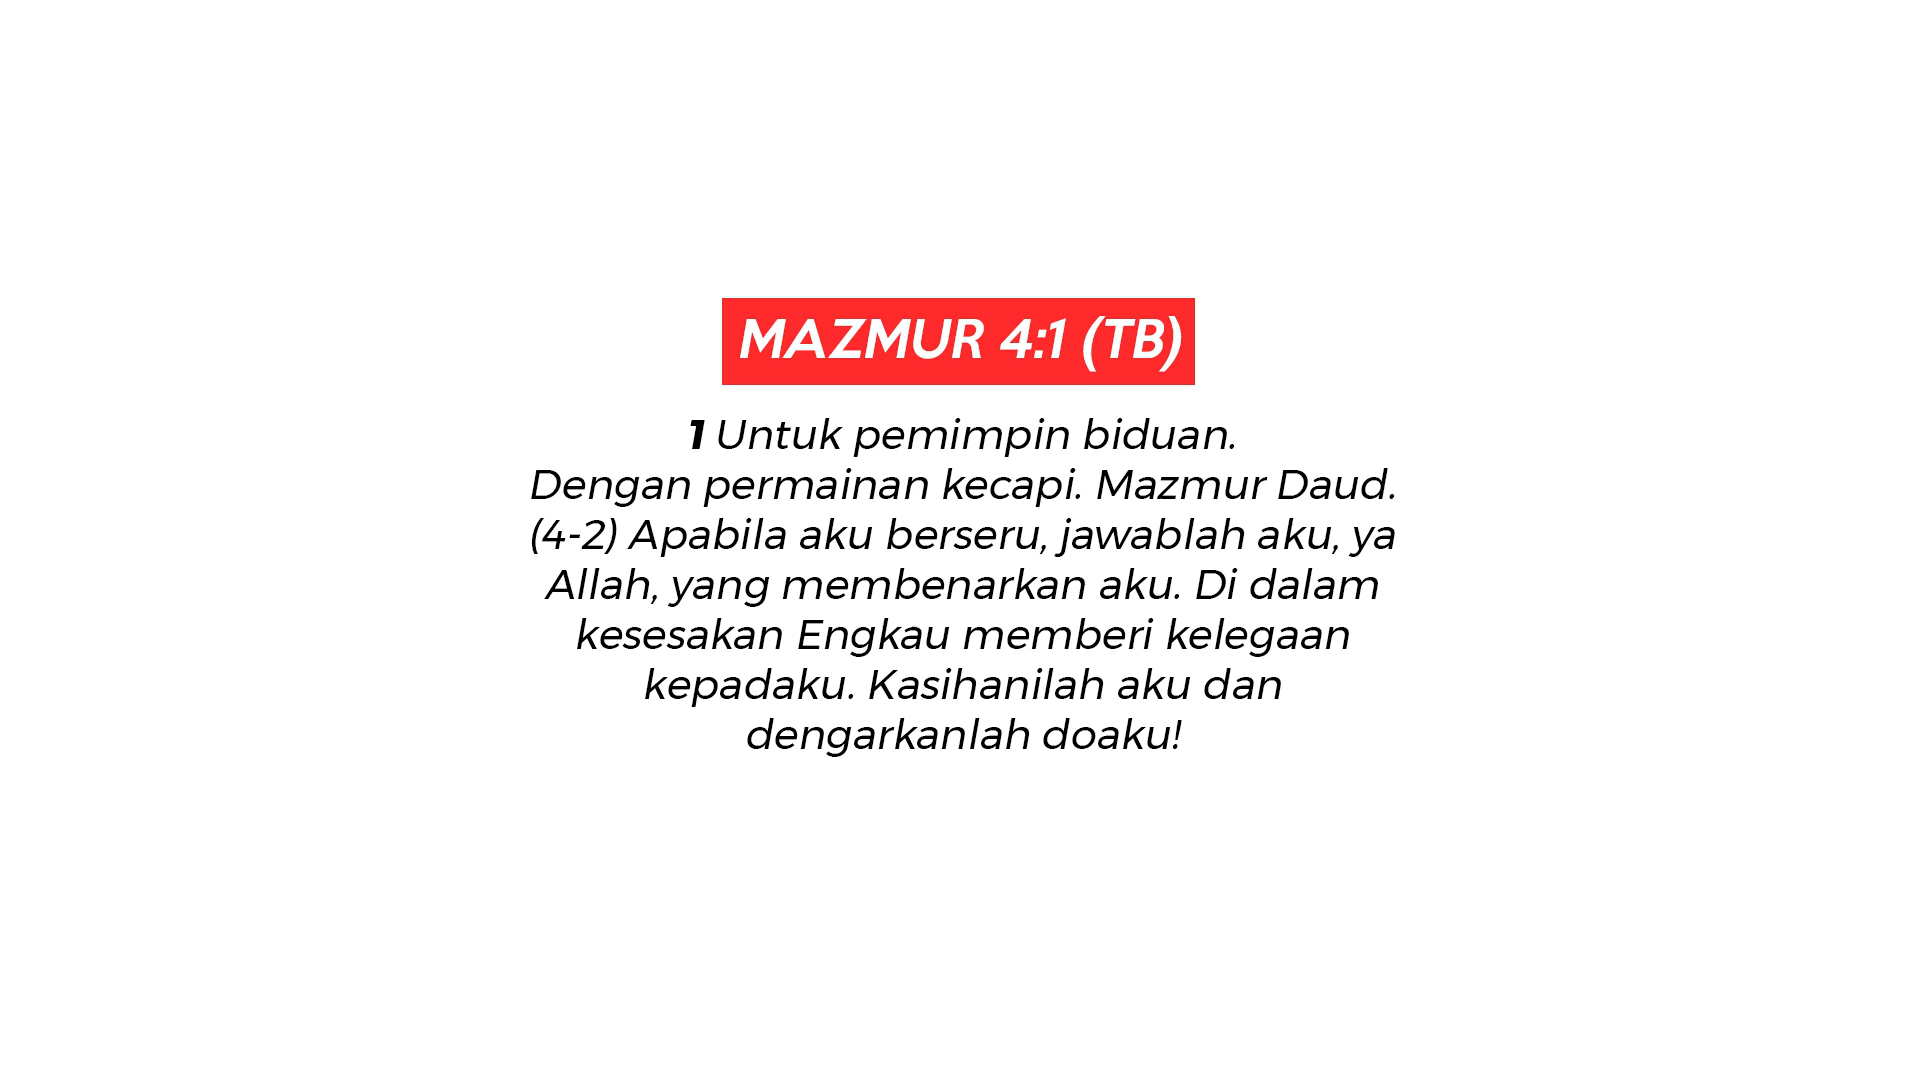 MAZMUR 4:1 (TB)
1 Untuk pemimpin biduan.
Dengan permainan kecapi. Mazmur Daud.
(4-2) Apabila aku berseru, jawablah aku, ya
Allah, yang membenarkan aku. Di dalam
kesesakan Engkau memberi kelegaan
kepadaku. Kasihanilah aku dan
dengarkanlah doaku!